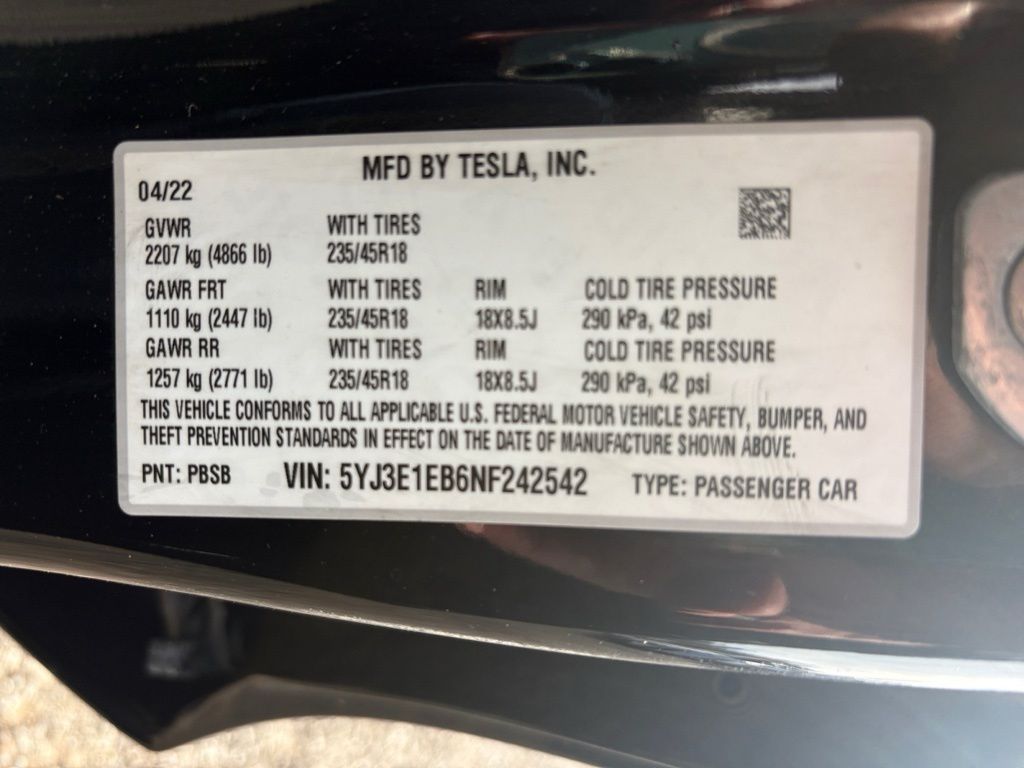 MFD BY TESLA, INC.
04/22
GVWR WITH TIRES
2207 kg (4866 lb) 235/45R18
GAWR FRT WITH TIRES RIM COLD TIRE PRESSURE
1110 kg (2447 lb) 235/45R18 18X8.5J 290 kPa, 42 psi
GAWR RR WITH TIRES RIM COLD TIRE PRESSURE
1257 kg (2771 lb) 235/45R18 18X8.5J 290 kPa, 42 psi
THIS VEHICLE CONFORMS TO ALL APPLICABLE U.S. FEDERAL MOTOR VEHICLE SAFETY, BUMPER, AND
THEFT PREVENTION STANDARDS IN EFFECT ON THE DATE OF MANUFACTURE SHOWN ABOVE.
PNT: PBSB VIN: 5YJ3E1EB6NF242542 TYPE: PASSENGER CAR